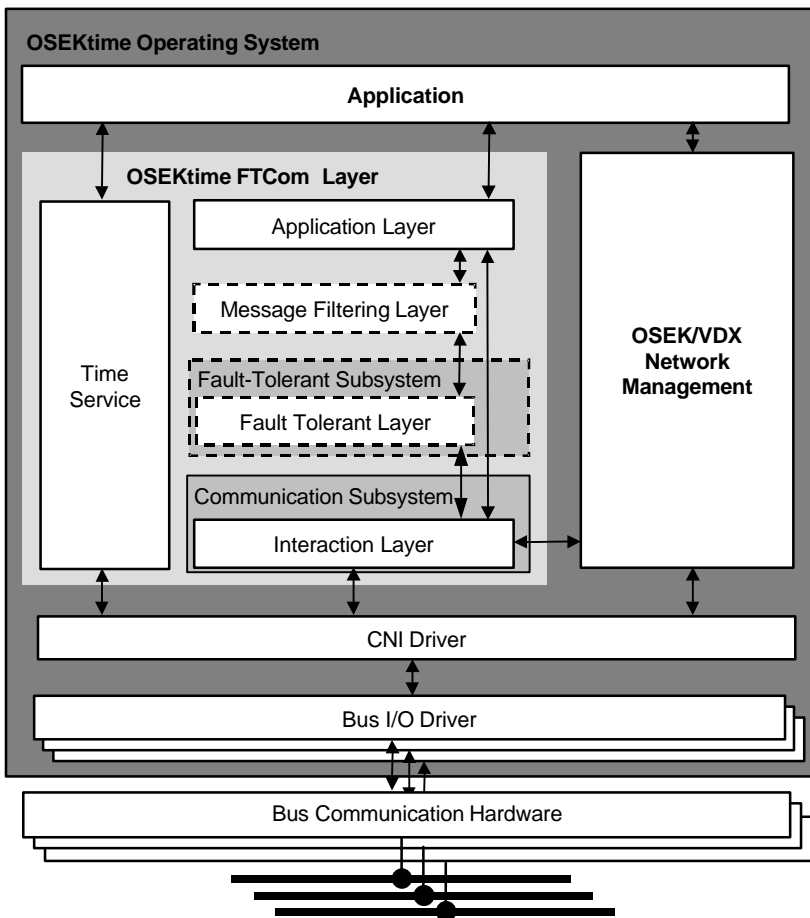 OSEKtime Operating System
Application
OSEKtime FTCom Layer
Application Layer
Message Filtering Layer
Fault-Tolerant Subsystem
Fault Tolerant Layer
Communication Subsystem
Interaction Layer
Time
Service
OSEK/VDX
Network
Management
CNI Driver
Bus I/O Driver
Bus Communication Hardware